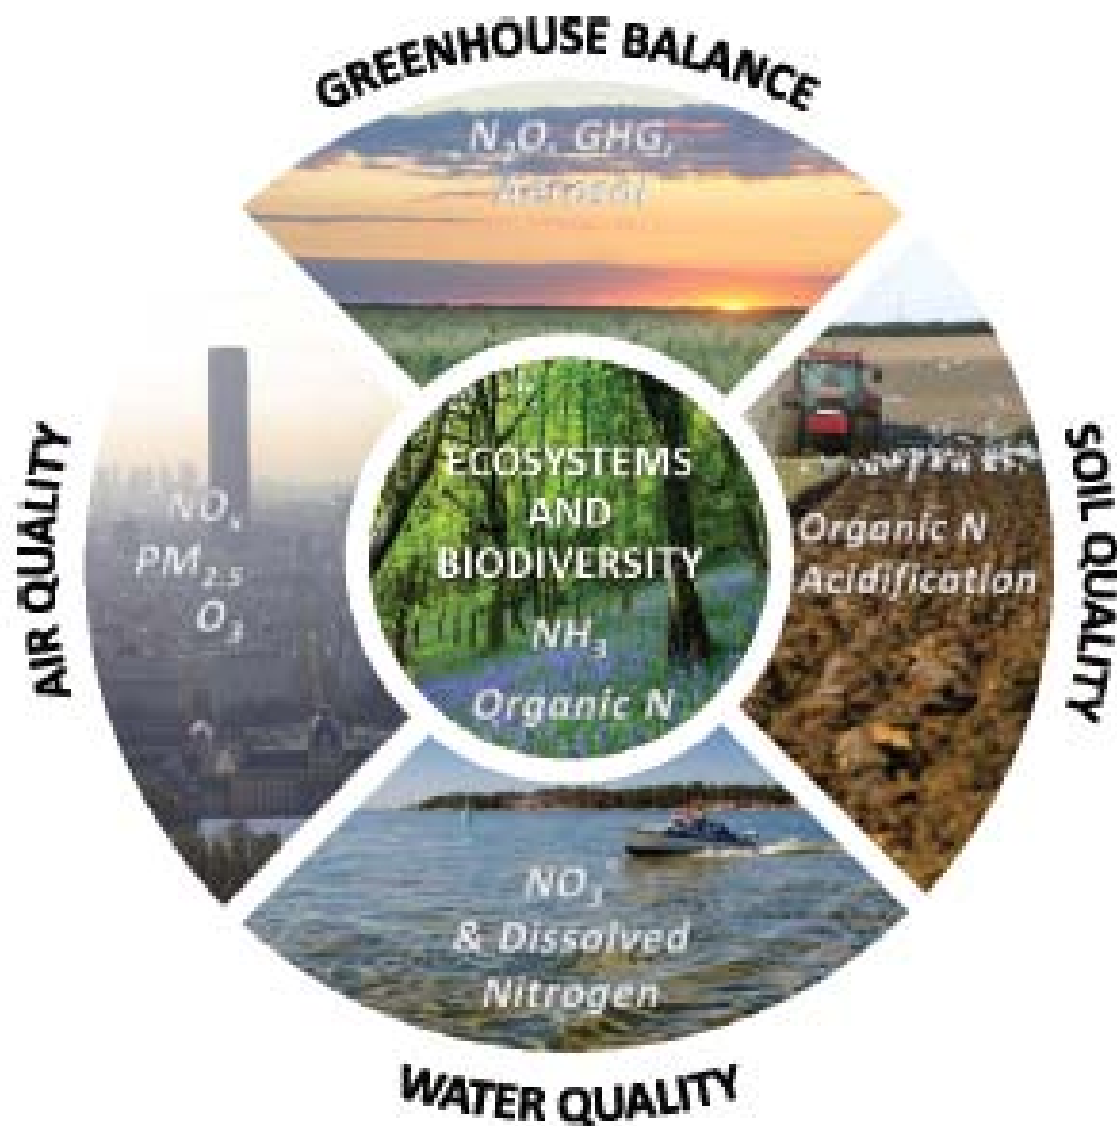 GREENHOUSE BALANCE
N₂O, GHG,
Aerosol
AIR QUALITY
NOₓ
PM₂.₅
O₃
ECOSYSTEMS
AND
BIODIVERSITY
NH₃
Organic N
Organic N
Acidification
SOIL QUALITY
NO₃⁻
& Dissolved
Nitrogen
WATER QUALITY